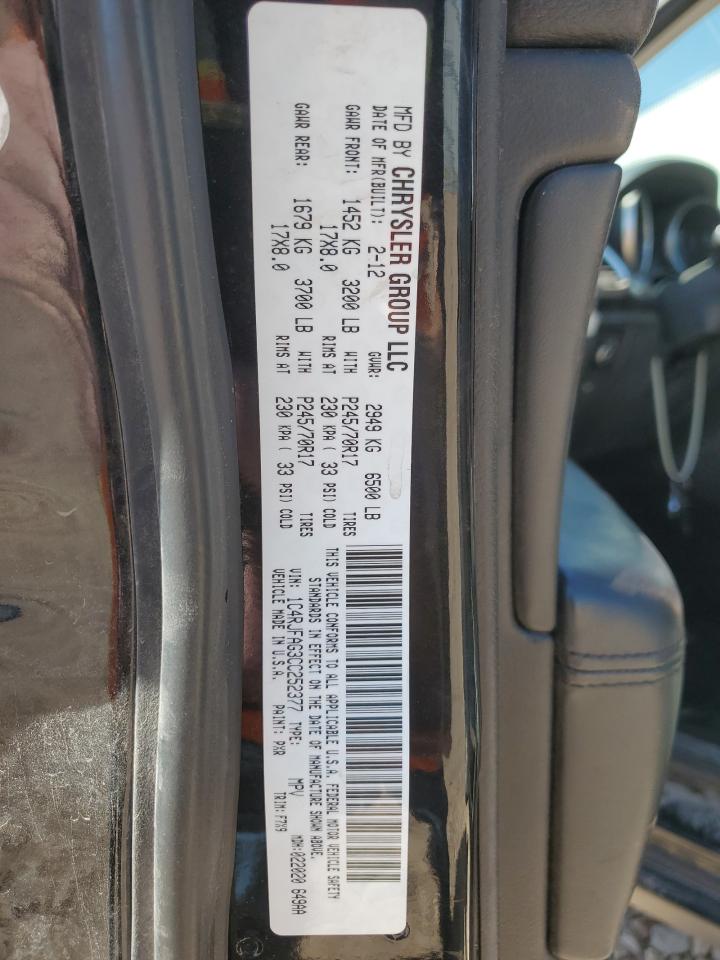 MFD BY CHRYSLER GROUP LLC
DATE OF MFR(BUILT): 2-12 GVWR: 2949 KG 6500 LB
GAWR FRONT: 1452 KG 3200 LB WITH P245/70R17 TIRES
17X8.0 RIMS AT 230 KPA ( 33 PSI) COLD
GAWR REAR: 1679 KG 3700 LB WITH P245/70R17 TIRES
17X8.0 RIMS AT 230 KPA ( 33 PSI) COLD
THIS VEHICLE CONFORMS TO ALL APPLICABLE U.S.A. FEDERAL MOTOR VEHICLE SAFETY
STANDARDS IN EFFECT ON THE DATE OF MANUFACTURE SHOWN ABOVE.
VIN: 1C4RJFAG3CC252377 TYPE: MPV MDH:022020 649AA
VEHICLE MADE IN U.S.A. PAINT: PXR TRIM: F7X9